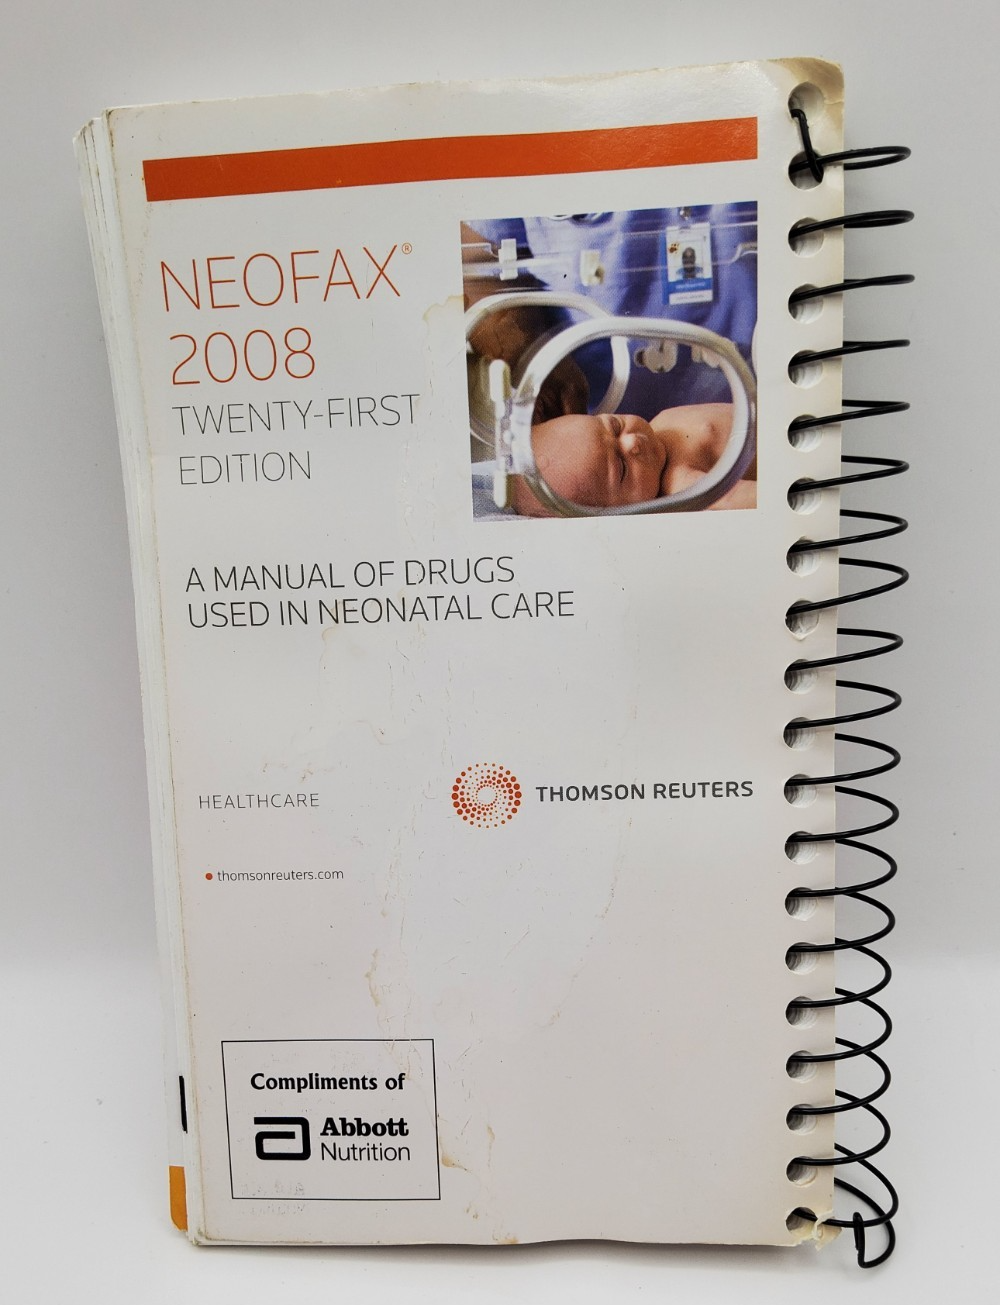 NEOFAX®
2008
TWENTY-FIRST
EDITION
A MANUAL OF DRUGS
USED IN NEONATAL CARE
HEALTHCARE
THOMSON REUTERS
• thomsonreuters.com
Compliments of
Abbott
Nutrition